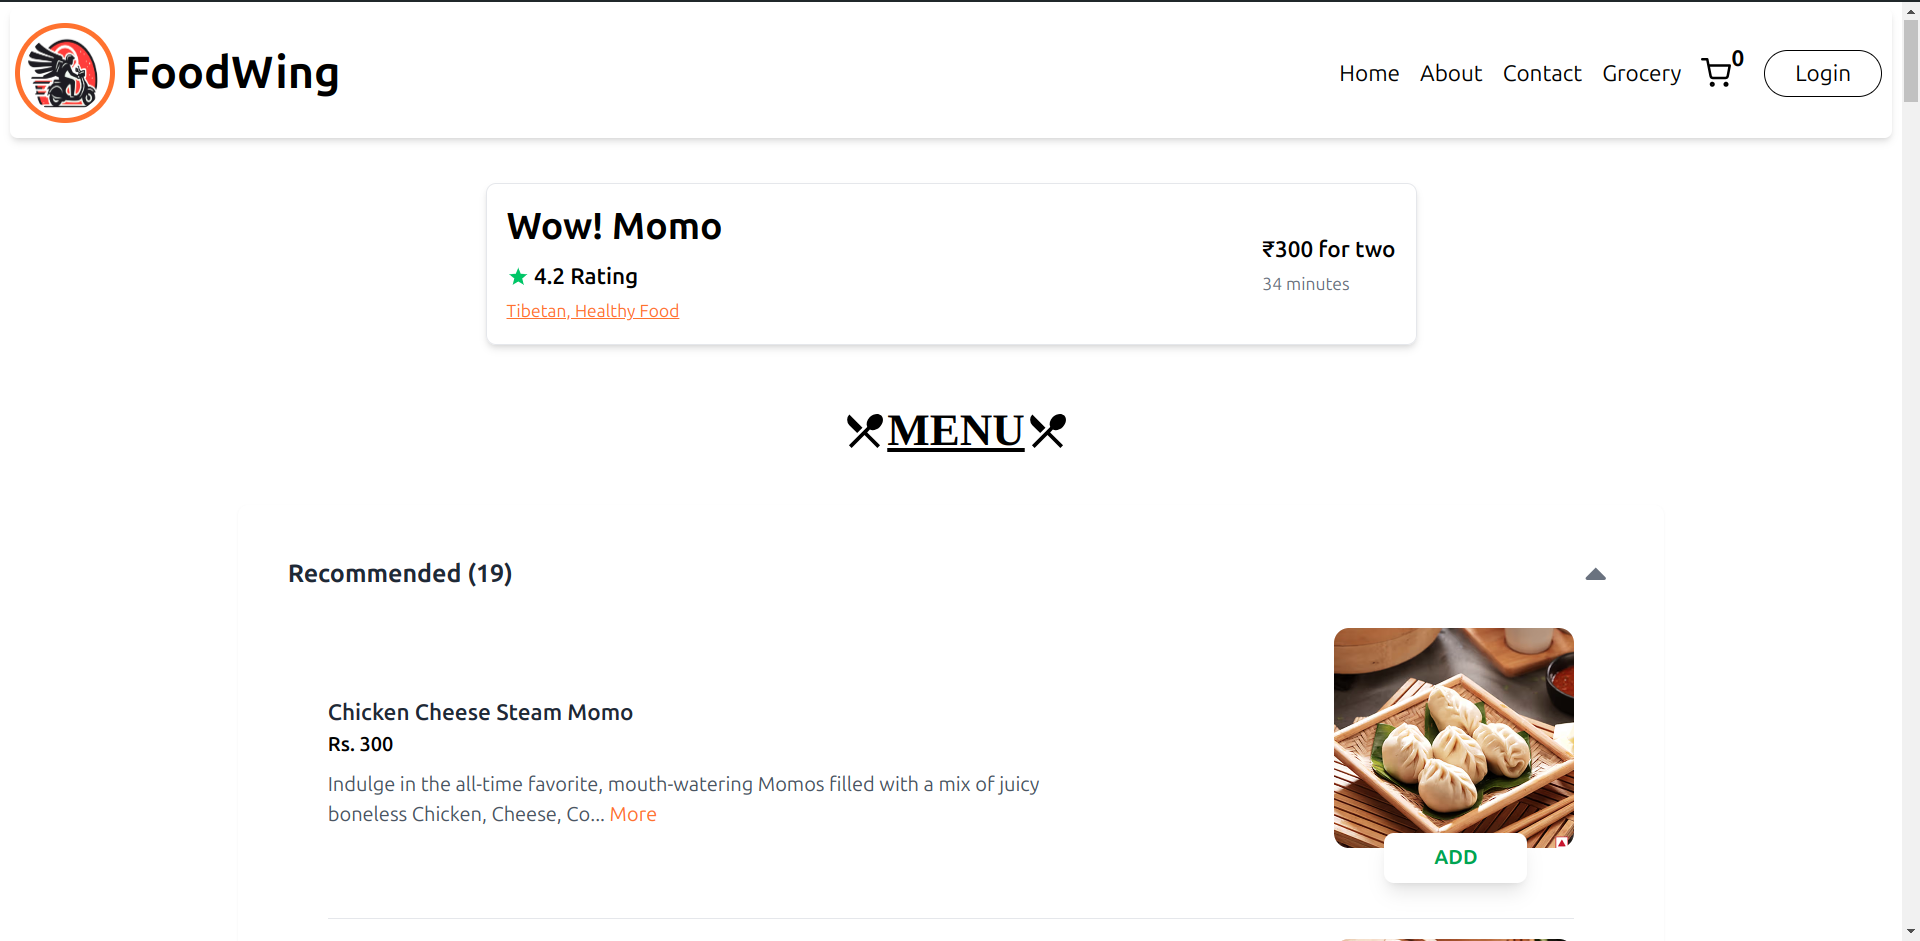 FoodWing
Home About Contact Grocery 0 Login
Wow! Momo
4.2 Rating
Tibetan, Healthy Food
₹300 for two
34 minutes
MENU
Recommended (19)
Chicken Cheese Steam Momo
Rs. 300
Indulge in the all-time favorite, mouth-watering Momos filled with a mix of juicy
boneless Chicken, Cheese, Co... More
ADD